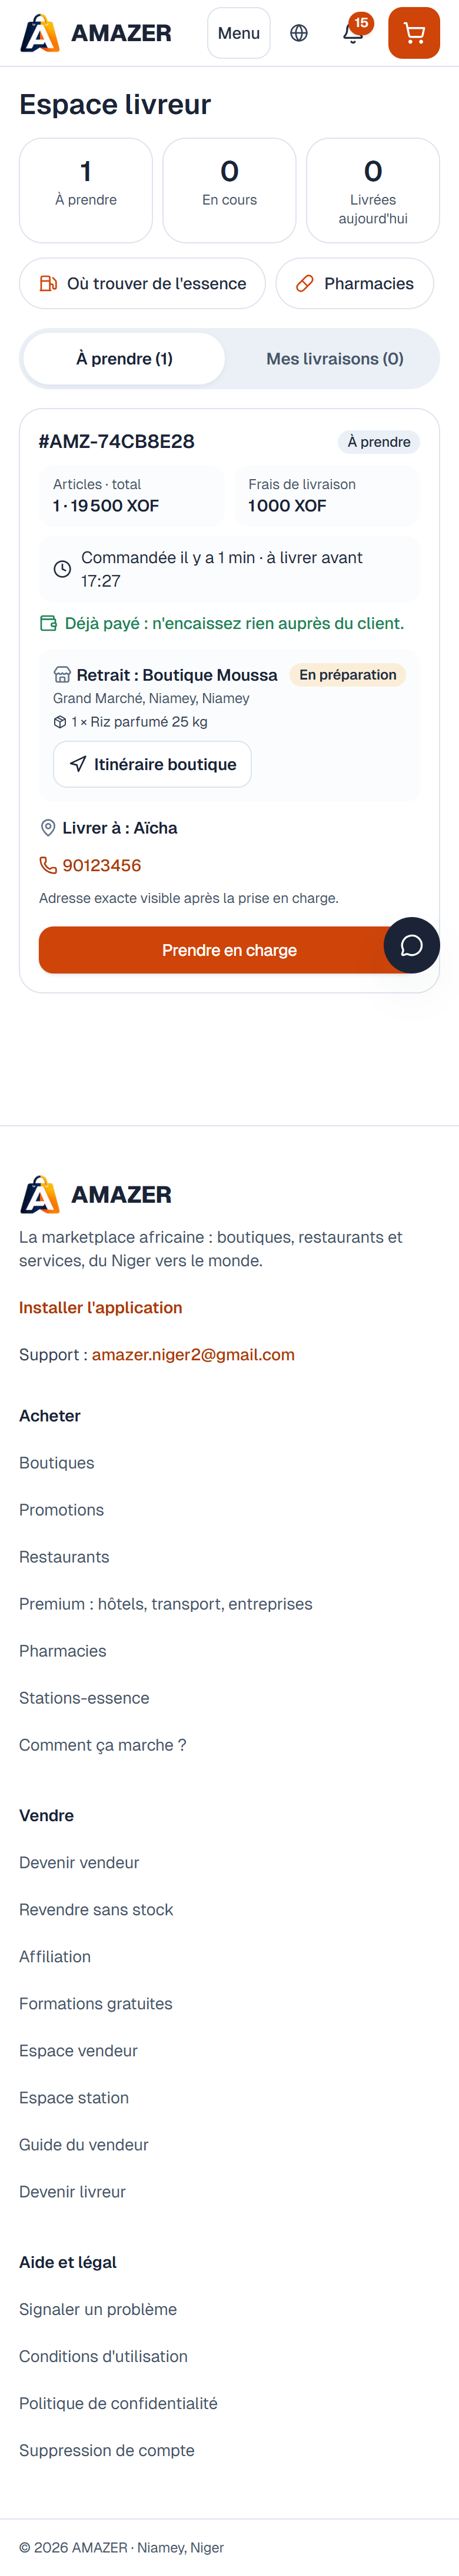 AMAZER
Menu
15
Espace livreur
1
À prendre
0
En cours
0
Livrées
aujourd'hui
Où trouver de l'essence
Pharmacies
À prendre (1)
Mes livraisons (0)
#AMZ-74CB8E28
À prendre
Articles · total
1 · 19 500 XOF
Frais de livraison
1 000 XOF
Commandée il y a 1 min · à livrer avant
17:27
Déjà payé : n'encaissez rien auprès du client.
Retrait : Boutique Moussa
En préparation
Grand Marché, Niamey, Niamey
1 × Riz parfumé 25 kg
Itinéraire boutique
Livrer à : Aïcha
90123456
Adresse exacte visible après la prise en charge.
Prendre en charge
AMAZER
La marketplace africaine : boutiques, restaurants et
services, du Niger vers le monde.
Installer l'application
Support : amazer.niger2@gmail.com
Acheter
Boutiques
Promotions
Restaurants
Premium : hôtels, transport, entreprises
Pharmacies
Stations-essence
Comment ça marche ?
Vendre
Devenir vendeur
Revendre sans stock
Affiliation
Formations gratuites
Espace vendeur
Espace station
Guide du vendeur
Devenir livreur
Aide et légal
Signaler un problème
Conditions d'utilisation
Politique de confidentialité
Suppression de compte
© 2026 AMAZER · Niamey, Niger